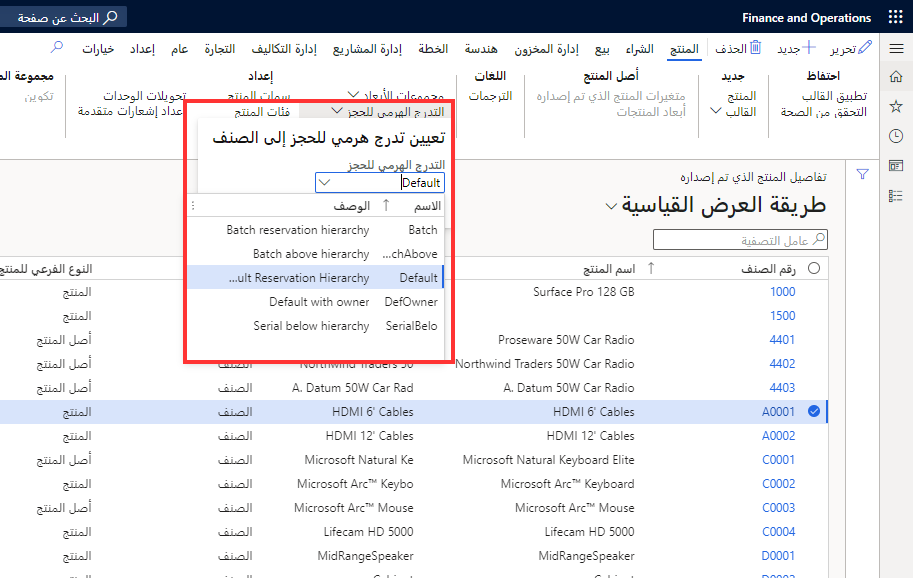 Finance and Operations
البحث عن صفحة
تحرير
جديد
الحذف
المنتج
الشراء
بيع
إدارة المخزون
هندسة
الخطة
إدارة المشاريع
إدارة التكاليف
التجارة
عام
إعداد
خيارات
احتفاظ
تطبيق القالب
التحقق من الصحة
جديد
المنتج
القالب
أصل المنتج
متغيرات المنتج الذي تم إصداره
أبعاد المنتجات
اللغات
الترجمات
إعداد
مجموعات الأبعاد
التدرج الهرمي للحجز
سمات المنتج
فئات المنتج
تحويلات الوحدات
إعداد إشعارات متقدمة
مجموعة
تكوين
تعيين تدرج هرمي للحجز إلى الصنف
التدرج الهرمي للحجز
Default
الاسم الوصف
Batch Batch reservation hierarchy
...chAbove Batch above hierarchy
Default ...ult Reservation Hierarchy
DefOwner Default with owner
SerialBelo Serial below hierarchy
تفاصيل المنتج الذي تم إصداره
طريقة العرض القياسية
عامل التصفية
رقم الصنف اسم المنتج النوع الفرعي للمنتج
1000 Surface Pro 128 GB المنتج
1500 المنتج
4401 Proseware 50W Car Radio أصل المنتج
4402 Northwind Traders 50W Car Radio Northwind Traders 50 الصنف أصل المنتج
4403 A. Datum 50W Car Radio A. Datum 50W Car Rad الصنف أصل المنتج
A0001 HDMI 6' Cables HDMI 6' Cables الصنف المنتج
A0002 HDMI 12' Cables HDMI 12' Cables الصنف المنتج
C0001 Microsoft Natural Keyboard Elite Microsoft Natural Ke الصنف أصل المنتج
C0002 Microsoft Arc™ Keyboard Microsoft Arc™ Keybo الصنف المنتج
C0003 Microsoft Arc™ Mouse Microsoft Arc™ Mouse الصنف أصل المنتج
C0004 Lifecam HD 5000 Lifecam HD 5000 الصنف المنتج
D0001 MidRangeSpeaker MidRangeSpeaker الصنف المنتج